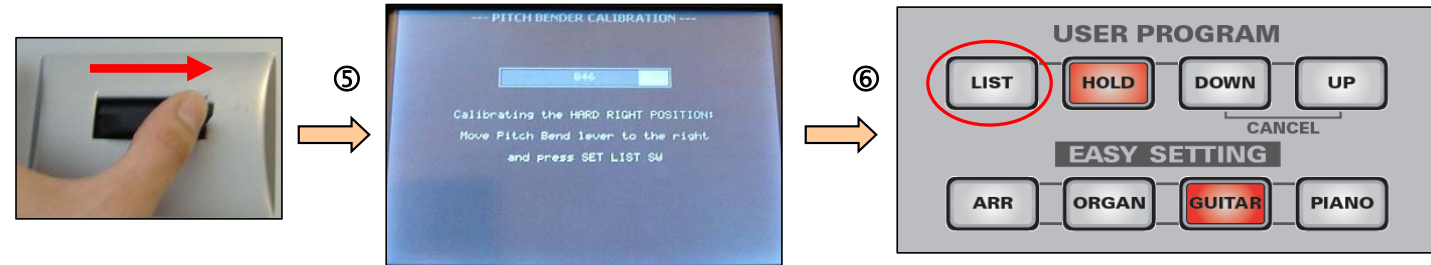 ⑤
--- PITCH BENDER CALIBRATION ---
846
Calibrating the HARD RIGHT POSITION:
Move Pitch Bend lever to the right
and press SET LIST SW
⑥
USER PROGRAM
LIST HOLD DOWN UP
CANCEL
EASY SETTING
ARR ORGAN GUITAR PIANO